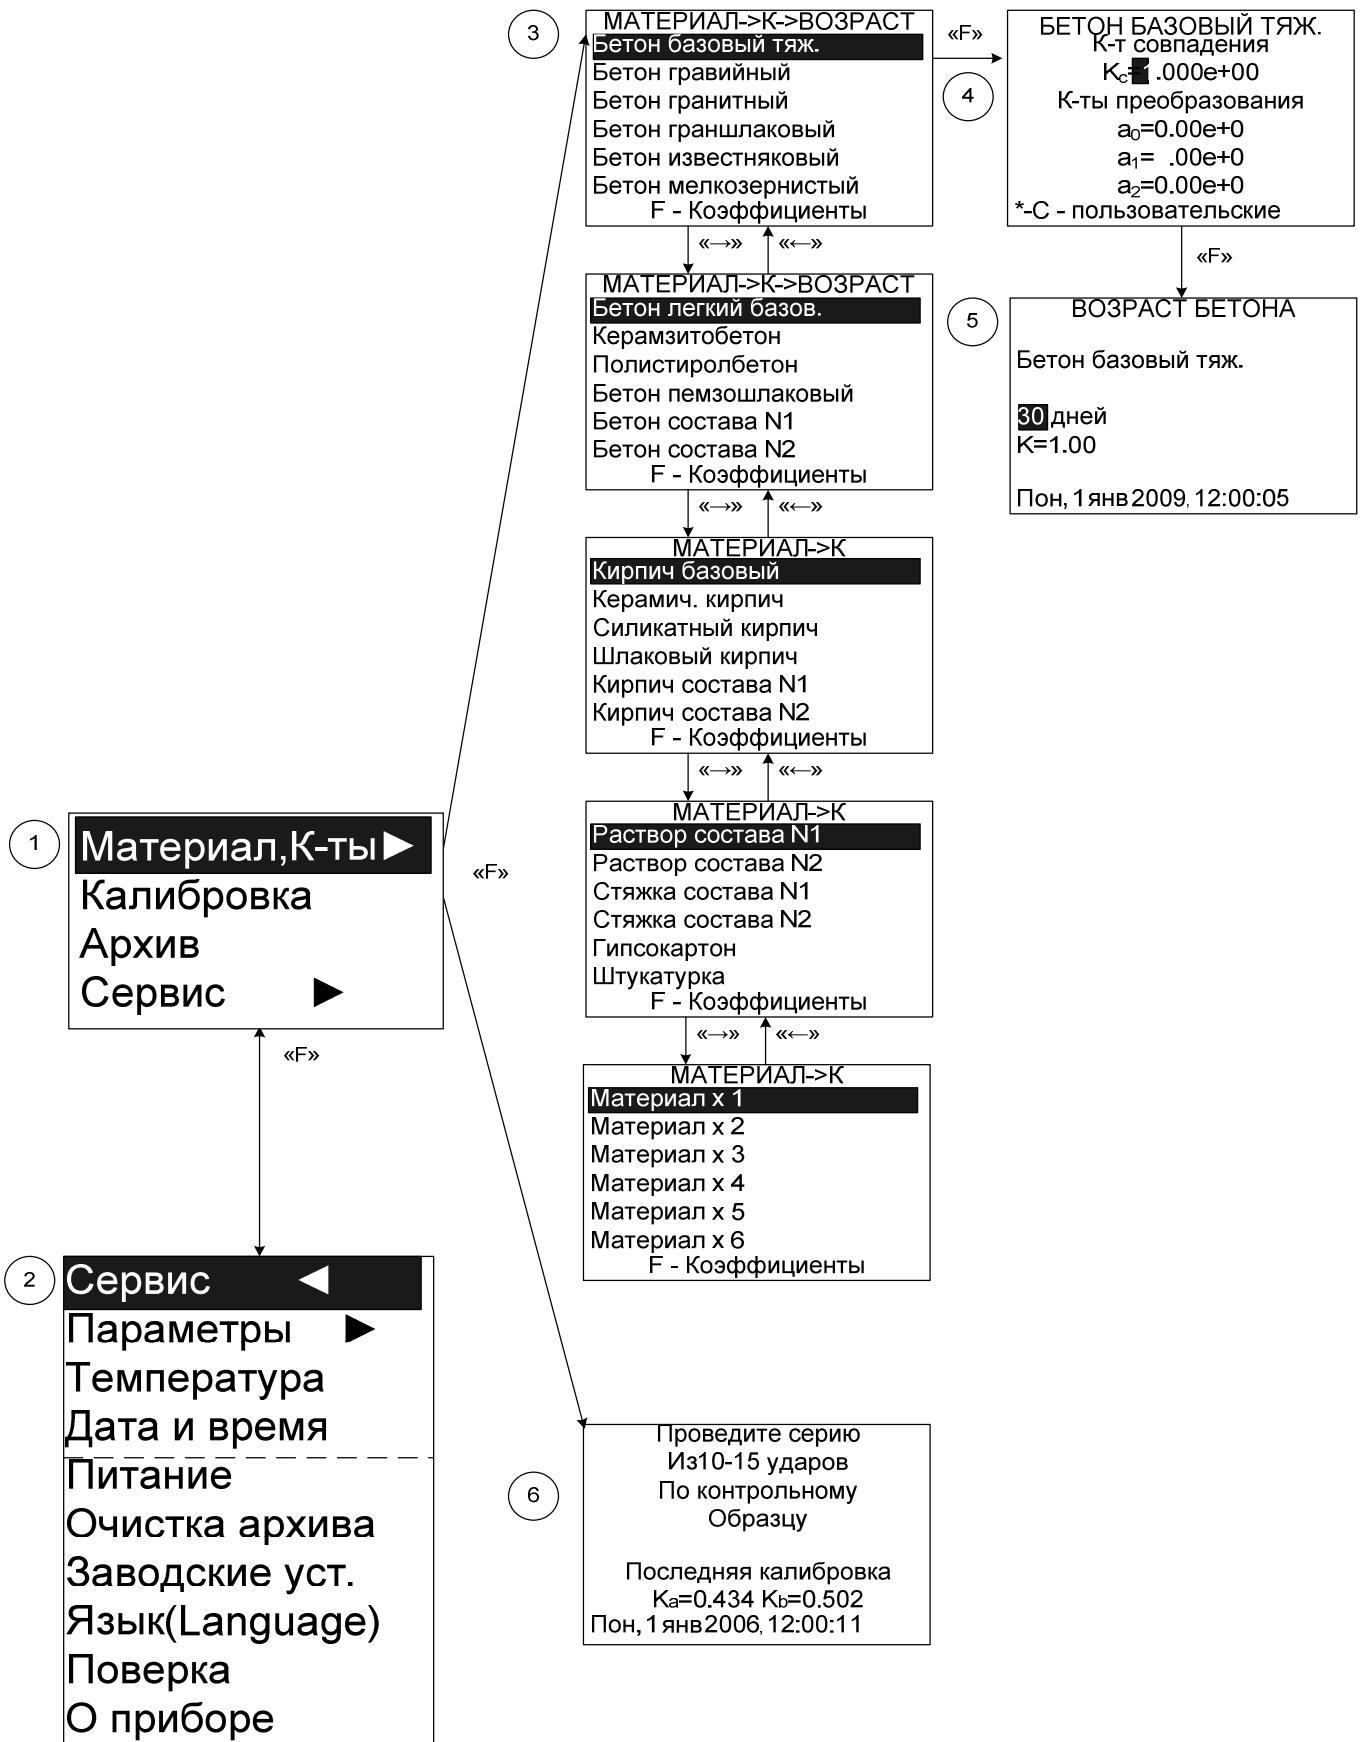 3
МАТЕРИАЛ->К->ВОЗРАСТ
Бетон базовый тяж.
Бетон гравийный
Бетон гранитный
Бетон граншлаковый
Бетон известняковый
Бетон мелкозернистый
F - Коэффициенты
«F»
4
БЕТОН БАЗОВЫЙ ТЯЖ.
К-т совпадения
Kc=1.000e+00
К-ты преобразования
a0=0.00e+0
a1= .00e+0
a2=0.00e+0
*-C - пользовательские
«F»
5
ВОЗРАСТ БЕТОНА
Бетон базовый тяж.
30 дней
К=1.00
Пон, 1 янв 2009, 12:00:05
«→» «←»
МАТЕРИАЛ->К->ВОЗРАСТ
Бетон легкий базов.
Керамзитобетон
Полистиролбетон
Бетон пемзошлаковый
Бетон состава N1
Бетон состава N2
F - Коэффициенты
«→» «←»
МАТЕРИАЛ->К
Кирпич базовый
Керамич. кирпич
Силикатный кирпич
Шлаковый кирпич
Кирпич состава N1
Кирпич состава N2
F - Коэффициенты
«→» «←»
МАТЕРИАЛ->К
Раствор состава N1
Раствор состава N2
Стяжка состава N1
Стяжка состава N2
Гипсокартон
Штукатурка
F - Коэффициенты
«→» «←»
МАТЕРИАЛ->К
Материал х 1
Материал х 2
Материал х 3
Материал х 4
Материал х 5
Материал х 6
F - Коэффициенты
1
Материал,К-ты►
Калибровка
Архив
Сервис ►
«F»
«F»
2
Сервис ◄
Параметры ►
Температура
Дата и время
Питание
Очистка архива
Заводские уст.
Язык(Language)
Поверка
О приборе
6
Проведите серию
Из10-15 ударов
По контрольному
Образцу
Последняя калибровка
Ka=0.434 Kb=0.502
Пон, 1 янв 2006, 12:00:11